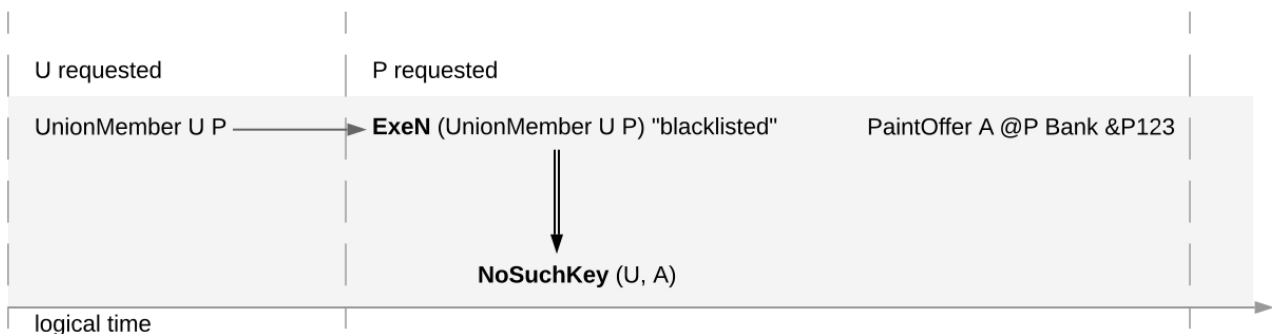 U requested
P requested
UnionMember U P
ExeN (UnionMember U P) "blacklisted"
PaintOffer A @P Bank &P123
NoSuchKey (U, A)
logical time